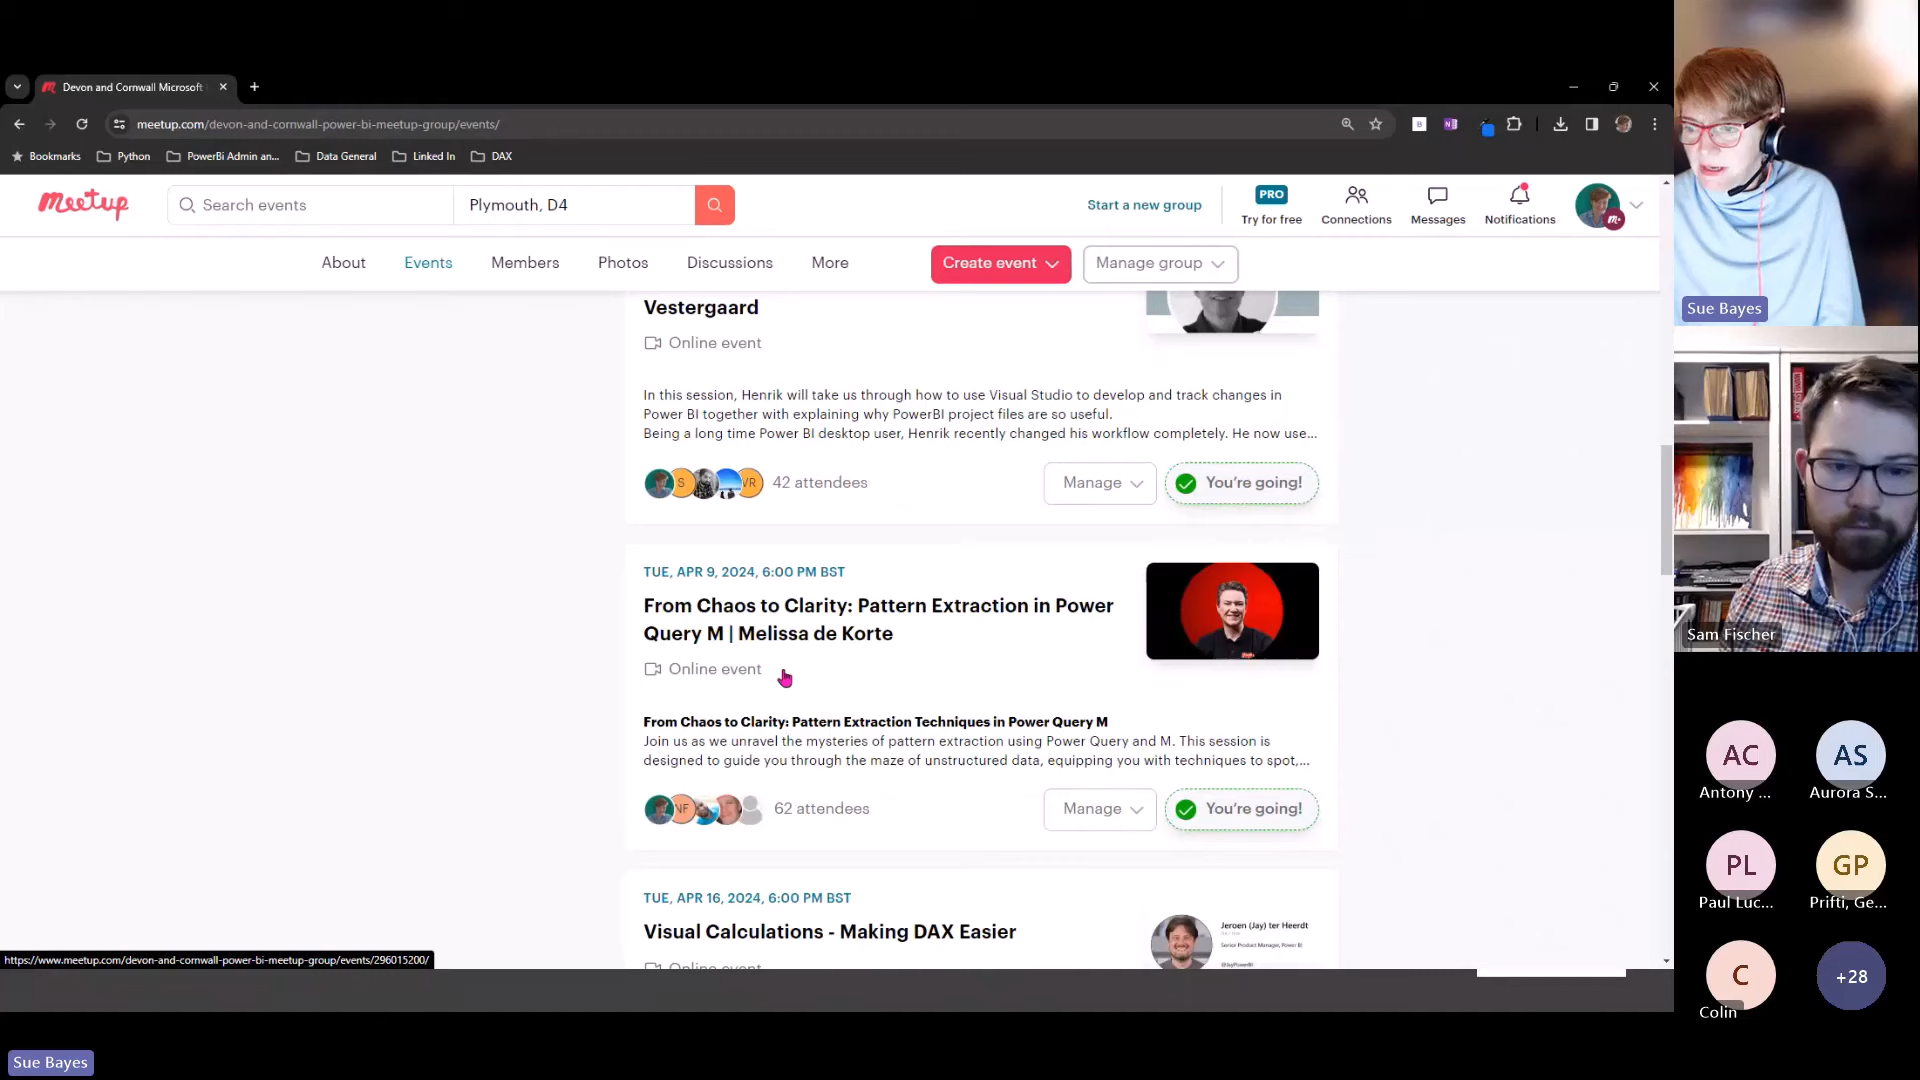 Devon and Cornwall Microsoft
meetup.com/devon-and-cornwall-power-bi-meetup-group/events/
Bookmarks
Python
PowerBi Admin an...
Data General
Linked In
DAX
Meetup
Search events
Plymouth, D4
Start a new group
PRO
Try for free
Connections
Messages
Notifications
About
Events
Members
Photos
Discussions
More
Create event
Manage group
Vestergaard
Online event
In this session, Henrik will take us through how to use Visual Studio to develop and track changes in
Power BI together with explaining why PowerBI project files are so useful.
Being a long time Power BI desktop user, Henrik recently changed his workflow completely. He now use...
S
VR
42 attendees
Manage
You're going!
TUE, APR 9, 2024, 6:00 PM BST
From Chaos to Clarity: Pattern Extraction in Power
Query M | Melissa de Korte
Online event
From Chaos to Clarity: Pattern Extraction Techniques in Power Query M
Join us as we unravel the mysteries of pattern extraction using Power Query and M. This session is
designed to guide you through the maze of unstructured data, equipping you with techniques to spot,...
NF
62 attendees
Manage
You're going!
TUE, APR 16, 2024, 6:00 PM BST
Visual Calculations - Making DAX Easier
Online event
Jeroen (Jay) ter Heerdt
Senior Product Manager, Power BI
@JayPowerBI
https://www.meetup.com/devon-and-cornwall-power-bi-meetup-group/events/296015200/
Sue Bayes
Sue Bayes
Sam Fischer
AC
Antony ...
AS
Aurora S...
PL
Paul Luc...
GP
Prifti, Ge...
C
Colin
+28